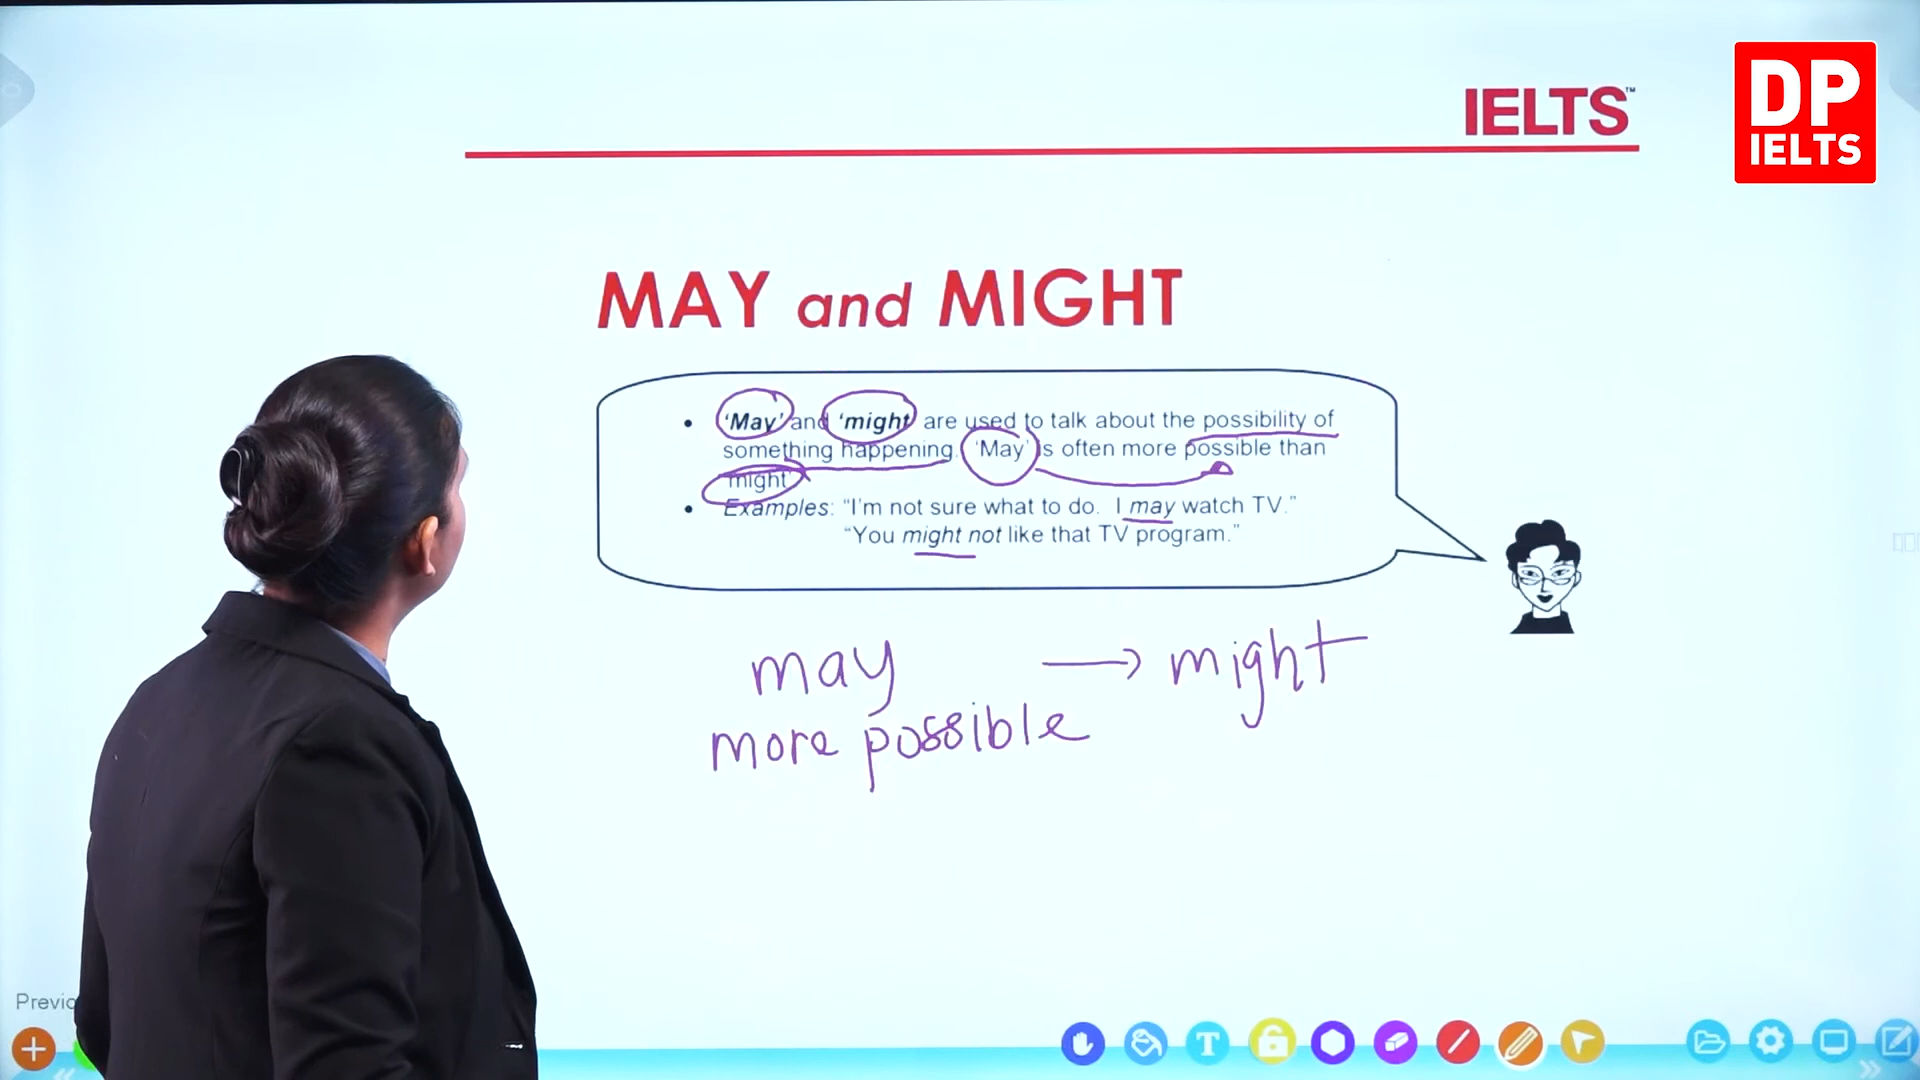 IELTS™
DP
IELTS
MAY and MIGHT
• 'May' and 'might are used to talk about the possibility of
something happening. 'May' is often more possible than
'might'
• Examples: “I'm not sure what to do. I may watch TV.”
“You might not like that TV program.”
may → might
more possible
Previo
T